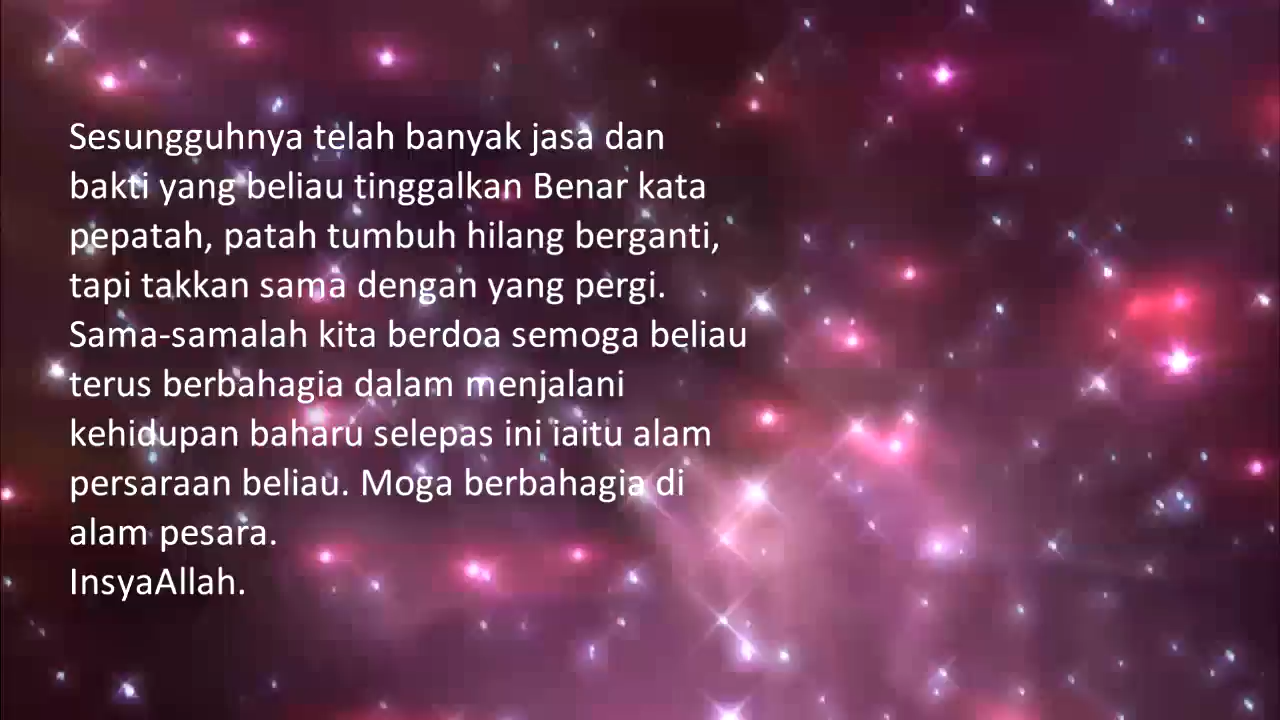 Sesungguhnya telah banyak jasa dan
bakti yang beliau tinggalkan Benar kata
pepatah, patah tumbuh hilang berganti,
tapi takkan sama dengan yang pergi.
Sama-samalah kita berdoa semoga beliau
terus berbahagia dalam menjalani
kehidupan baharu selepas ini iaitu alam
persaraan beliau. Moga berbahagia di
alam pesara.
InsyaAllah.